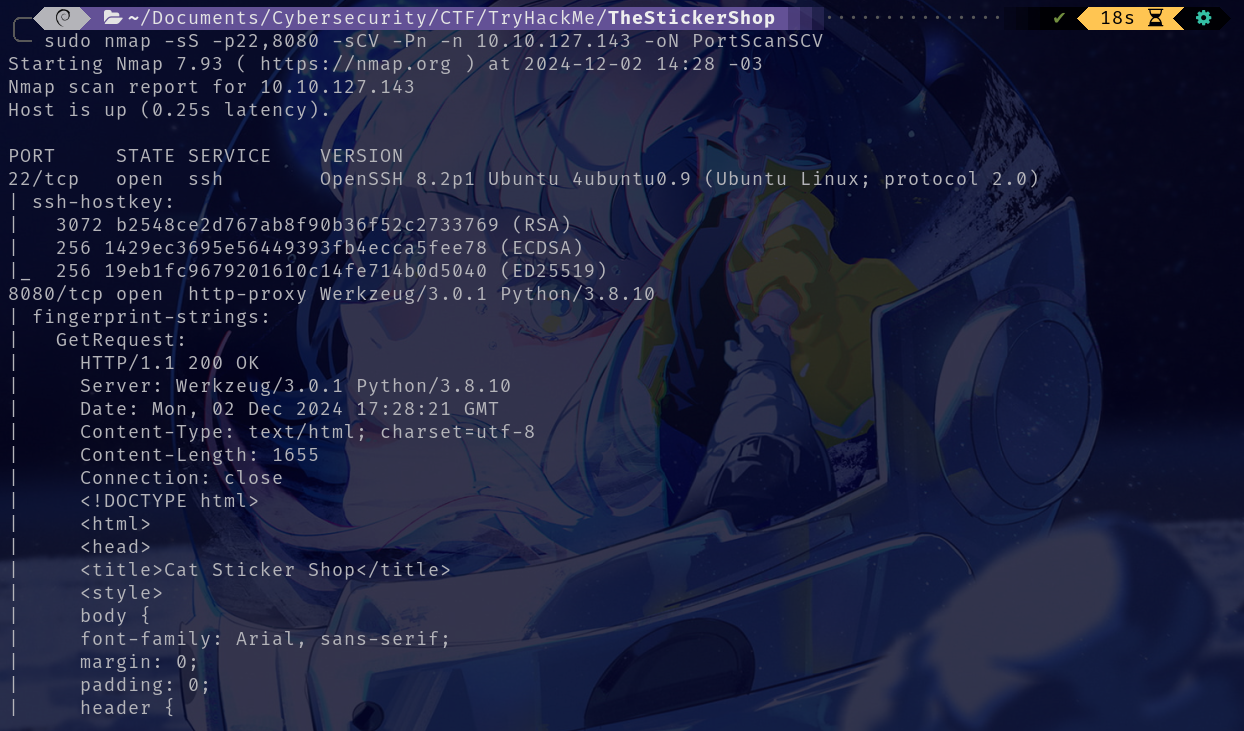 ~/Documents/Cybersecurity/CTF/TryHackMe/TheStickerShop ✔ 18s
sudo nmap -sS -p22,8080 -sCV -Pn -n 10.10.127.143 -oN PortScanSCV
Starting Nmap 7.93 ( https://nmap.org ) at 2024-12-02 14:28 -03
Nmap scan report for 10.10.127.143
Host is up (0.25s latency).
PORT     STATE SERVICE    VERSION
22/tcp   open  ssh        OpenSSH 8.2p1 Ubuntu 4ubuntu0.9 (Ubuntu Linux; protocol 2.0)
| ssh-hostkey:
|   3072 b2548ce2d767ab8f90b36f52c2733769 (RSA)
|   256 1429ec3695e56449393fb4ecca5fee78 (ECDSA)
|_  256 19eb1fc9679201610c14fe714b0d5040 (ED25519)
8080/tcp open  http-proxy Werkzeug/3.0.1 Python/3.8.10
| fingerprint-strings:
|   GetRequest:
|     HTTP/1.1 200 OK
|     Server: Werkzeug/3.0.1 Python/3.8.10
|     Date: Mon, 02 Dec 2024 17:28:21 GMT
|     Content-Type: text/html; charset=utf-8
|     Content-Length: 1655
|     Connection: close
|     <!DOCTYPE html>
|     <html>
|     <head>
|     <title>Cat Sticker Shop</title>
|     <style>
|     body {
|     font-family: Arial, sans-serif;
|     margin: 0;
|     padding: 0;
|     header {